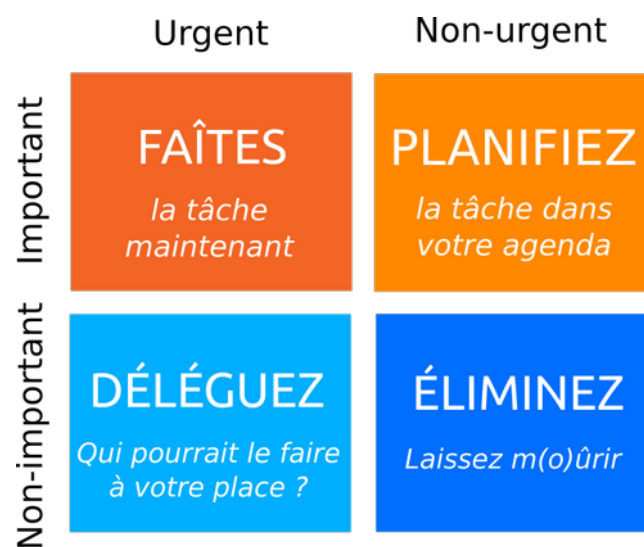 Urgent
Non-urgent
Important
FAÎTES
la tâche
maintenant
PLANIFIEZ
la tâche dans
votre agenda
Non-important
DÉLÉGUEZ
Qui pourrait le faire
à votre place ?
ÉLIMINEZ
Laissez m(o)ûrir